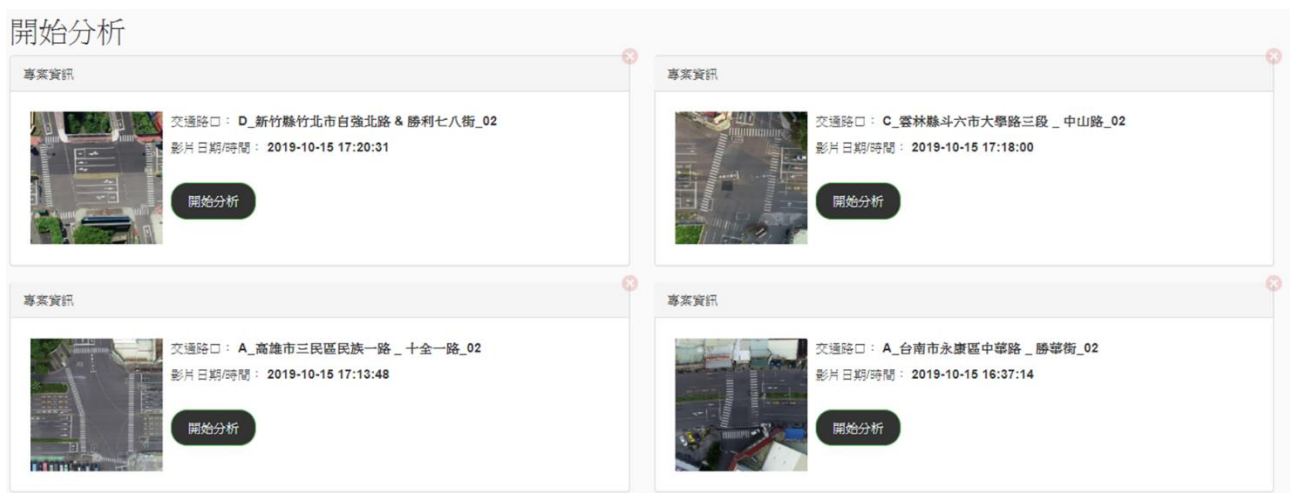 開始分析
專案資訊
交通路口： D_新竹縣竹北市自強北路 & 勝利七八街_02
影片日期/時間： 2019-10-15 17:20:31
開始分析
專案資訊
交通路口： C_雲林縣斗六市大學路三段 _ 中山路_02
影片日期/時間： 2019-10-15 17:18:00
開始分析
專案資訊
交通路口： A_高雄市三民區民族一路 _ 十全一路_02
影片日期/時間： 2019-10-15 17:13:48
開始分析
專案資訊
交通路口： A_台南市永康區中華路 _ 勝華街_02
影片日期/時間： 2019-10-15 16:37:14
開始分析